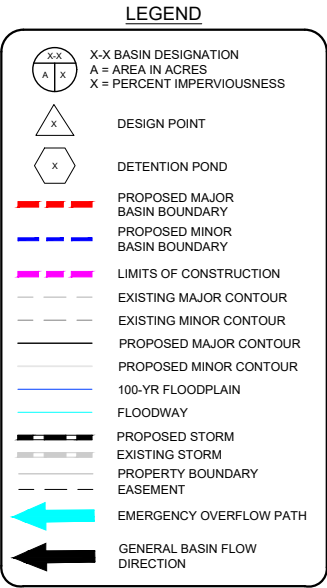 LEGEND
X-X
A X
X-X BASIN DESIGNATION
A = AREA IN ACRES
X = PERCENT IMPERVIOUSNESS
X
DESIGN POINT
X
DETENTION POND
PROPOSED MAJOR
BASIN BOUNDARY
PROPOSED MINOR
BASIN BOUNDARY
LIMITS OF CONSTRUCTION
EXISTING MAJOR CONTOUR
EXISTING MINOR CONTOUR
PROPOSED MAJOR CONTOUR
PROPOSED MINOR CONTOUR
100-YR FLOODPLAIN
FLOODWAY
PROPOSED STORM
EXISTING STORM
PROPERTY BOUNDARY
EASEMENT
EMERGENCY OVERFLOW PATH
GENERAL BASIN FLOW
DIRECTION